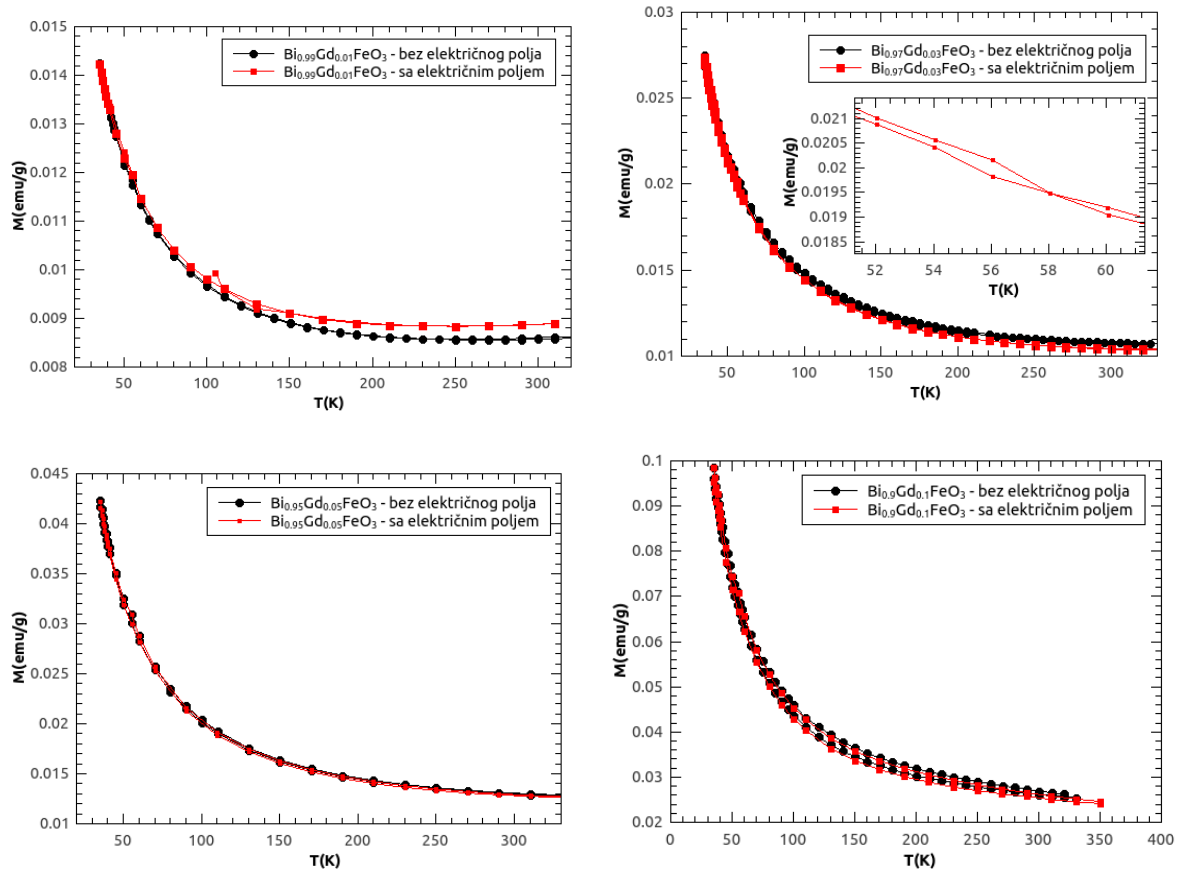 Bi0.99Gd0.01FeO3 - bez električnog polja
Bi0.99Gd0.01FeO3 - sa električnim poljem
0.015
0.014
0.013
0.012
0.011
0.01
0.009
0.008
M(emu/g)
50 100 150 200 250 300
T(K)
Bi0.97Gd0.03FeO3 - bez električnog polja
Bi0.97Gd0.03FeO3 - sa električnim poljem
0.03
0.025
0.02
0.015
0.01
M(emu/g)
50 100 150 200 250 300
T(K)
0.021
0.0205
0.02
0.0195
0.019
0.0185
M(emu/g)
52 54 56 58 60
T(K)
Bi0.95Gd0.05FeO3 - bez električnog polja
Bi0.95Gd0.05FeO3 - sa električnim poljem
0.045
0.04
0.035
0.03
0.025
0.02
0.015
0.01
M(emu/g)
50 100 150 200 250 300
T(K)
Bi0.9Gd0.1FeO3 - bez električnog polja
Bi0.9Gd0.1FeO3 - sa električnim poljem
0.1
0.09
0.08
0.07
0.06
0.05
0.04
0.03
0.02
M(emu/g)
0 50 100 150 200 250 300 350 400
T(K)